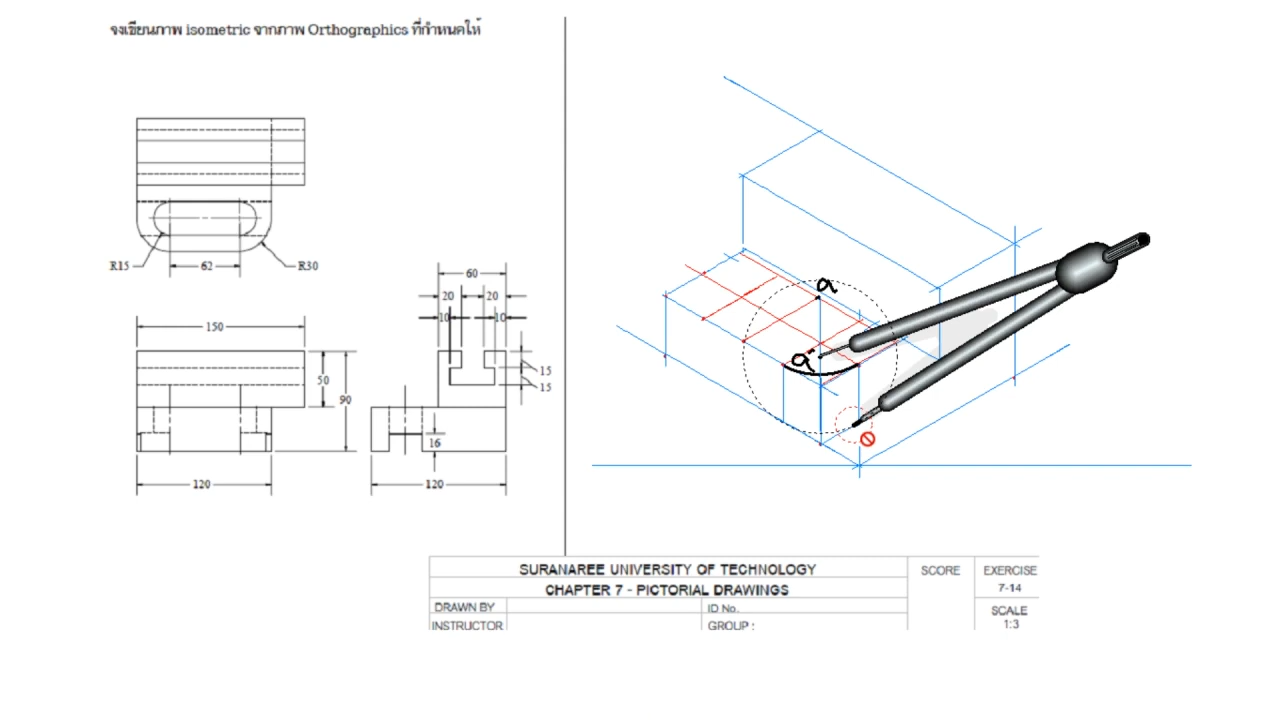 จงเขียนภาพ isometric จากภาพ Orthographics ที่กำหนดให้
R15
62
R30
60
20
20
10
10
150
50
90
15
15
16
120
120
a
a'
SURANAREE UNIVERSITY OF TECHNOLOGY
SCORE
EXERCISE
CHAPTER 7 - PICTORIAL DRAWINGS
7-14
DRAWN BY
ID No.
SCALE
INSTRUCTOR
GROUP :
1:3